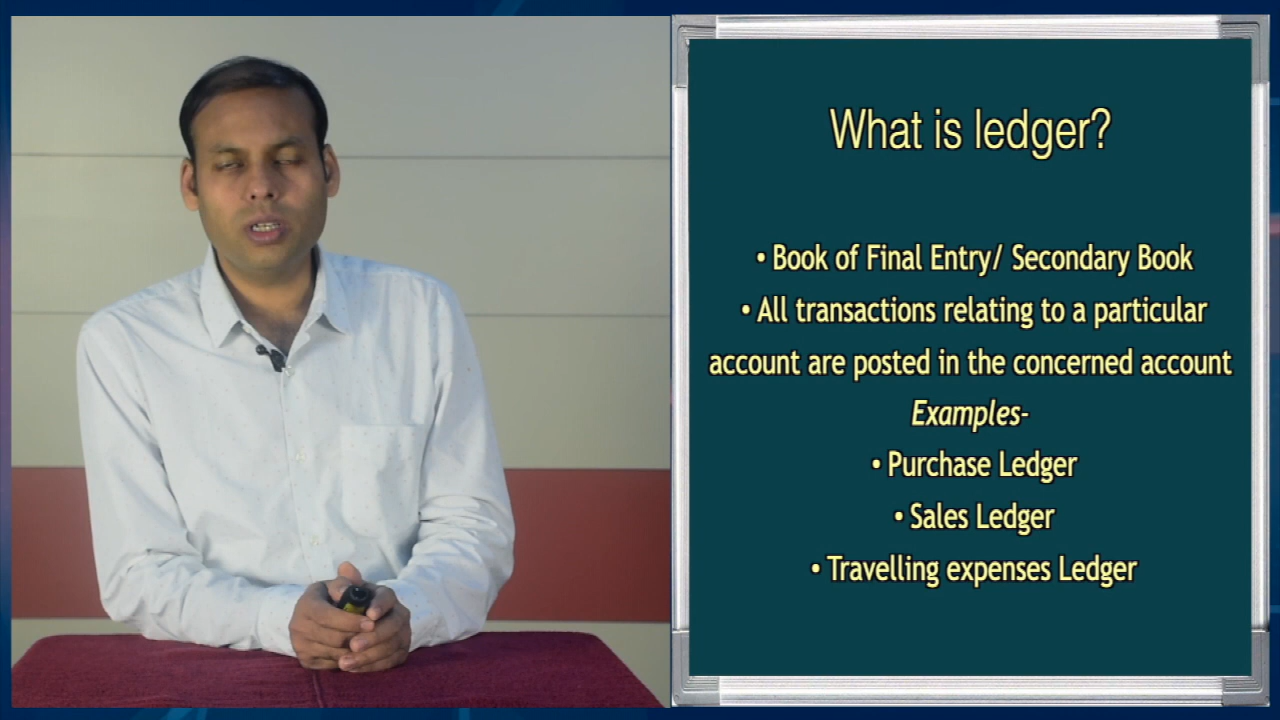 What is ledger?
• Book of Final Entry/ Secondary Book
• All transactions relating to a particular
account are posted in the concerned account
Examples-
• Purchase Ledger
• Sales Ledger
• Travelling expenses Ledger